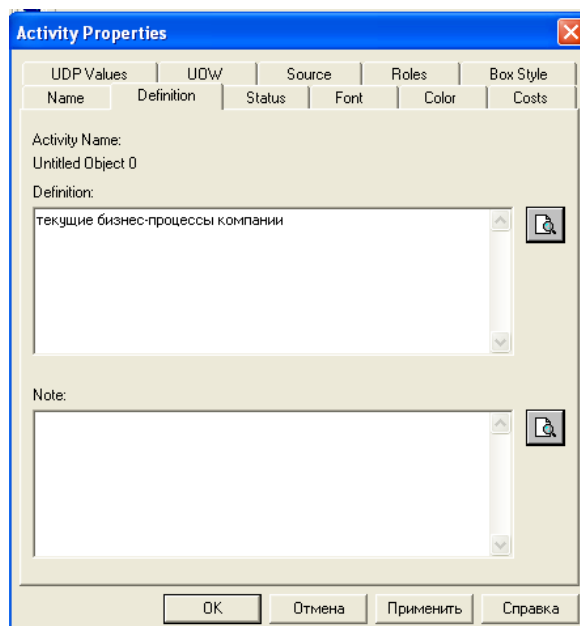 Activity Properties
UDP Values UOW Source Roles Box Style
Name Definition Status Font Color Costs
Activity Name:
Untitled Object 0
Definition:
текущие бизнес-процессы компании
Note:
OK Отмена Применить Справка